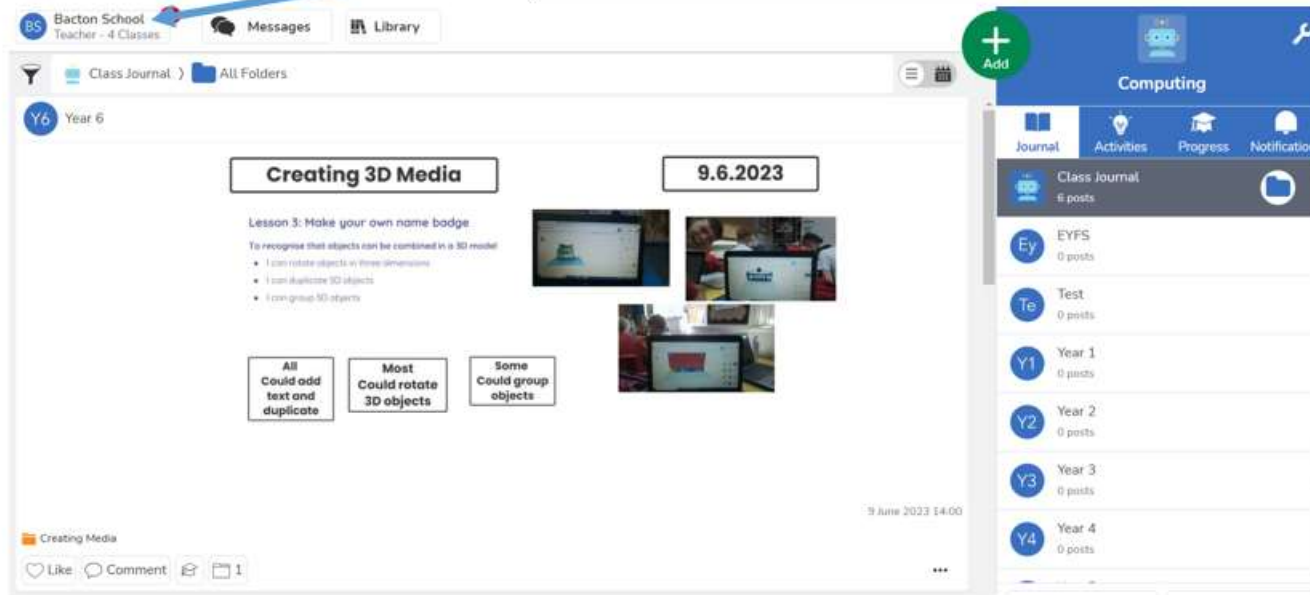 BS
Bacton School
Teacher - 4 Classes
Messages
Library
Class Journal 〉 All Folders
Y6 Year 6
Creating 3D Media
9.6.2023
Lesson 3: Make your own name badge
To recognise that objects can be combined in a 3D model
• I can rotate objects in three dimensions
• I can duplicate 3D objects
• I can group 3D objects
All
Could add
text and
duplicate
Most
Could rotate
3D objects
Some
Could group
objects
9 June 2023 14:00
Creating Media
Like
Comment
1
...
Add
Computing
Journal
Activities
Progress
Notification
Class Journal
6 posts
Ey
EYFS
0 posts
Te
Test
0 posts
Y1
Year 1
0 posts
Y2
Year 2
0 posts
Y3
Year 3
0 posts
Y4
Year 4
0 posts